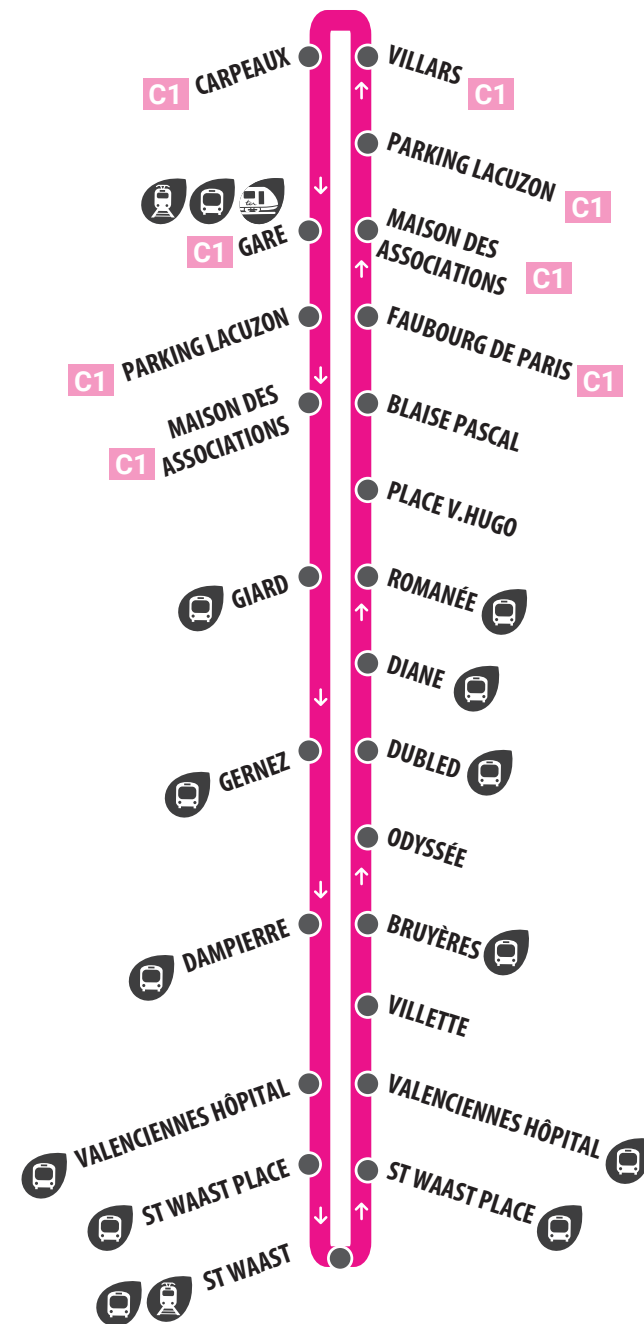 CARPEAUX
C1
C1 GARE
PARKING LACUZON
C1
MAISON DES
ASSOCIATIONS
C1
GIARD
GERNEZ
DAMPIERRE
VALENCIENNES HÔPITAL
ST WAAST PLACE
ST WAAST
VILLARS
C1
PARKING LACUZON
C1
MAISON DES
ASSOCIATIONS
C1
FAUBOURG DE PARIS
C1
BLAISE PASCAL
PLACE V.HUGO
ROMANÉE
DIANE
DUBLED
ODYSSÉE
BRUYÈRES
VILLETTE
VALENCIENNES HÔPITAL
ST WAAST PLACE